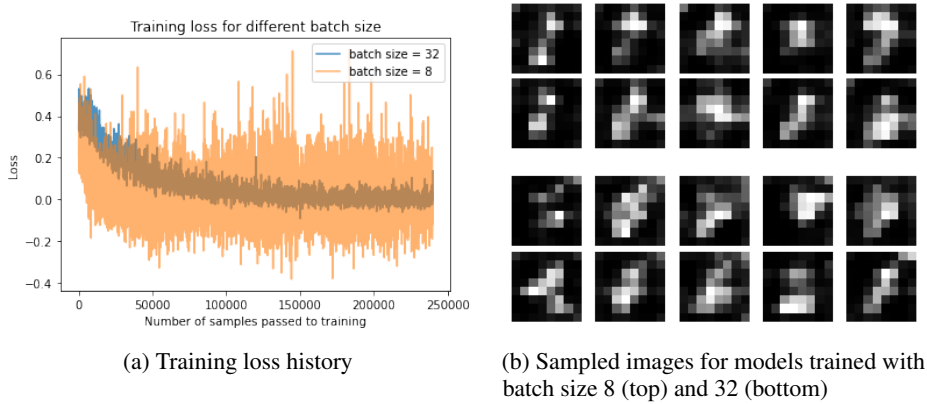 Training loss for different batch size
batch size = 32
batch size = 8
0.6
0.4
0.2
0.0
−0.2
−0.4
Loss
0
50000
100000
150000
200000
250000
Number of samples passed to training
(a) Training loss history
(b) Sampled images for models trained with
batch size 8 (top) and 32 (bottom)